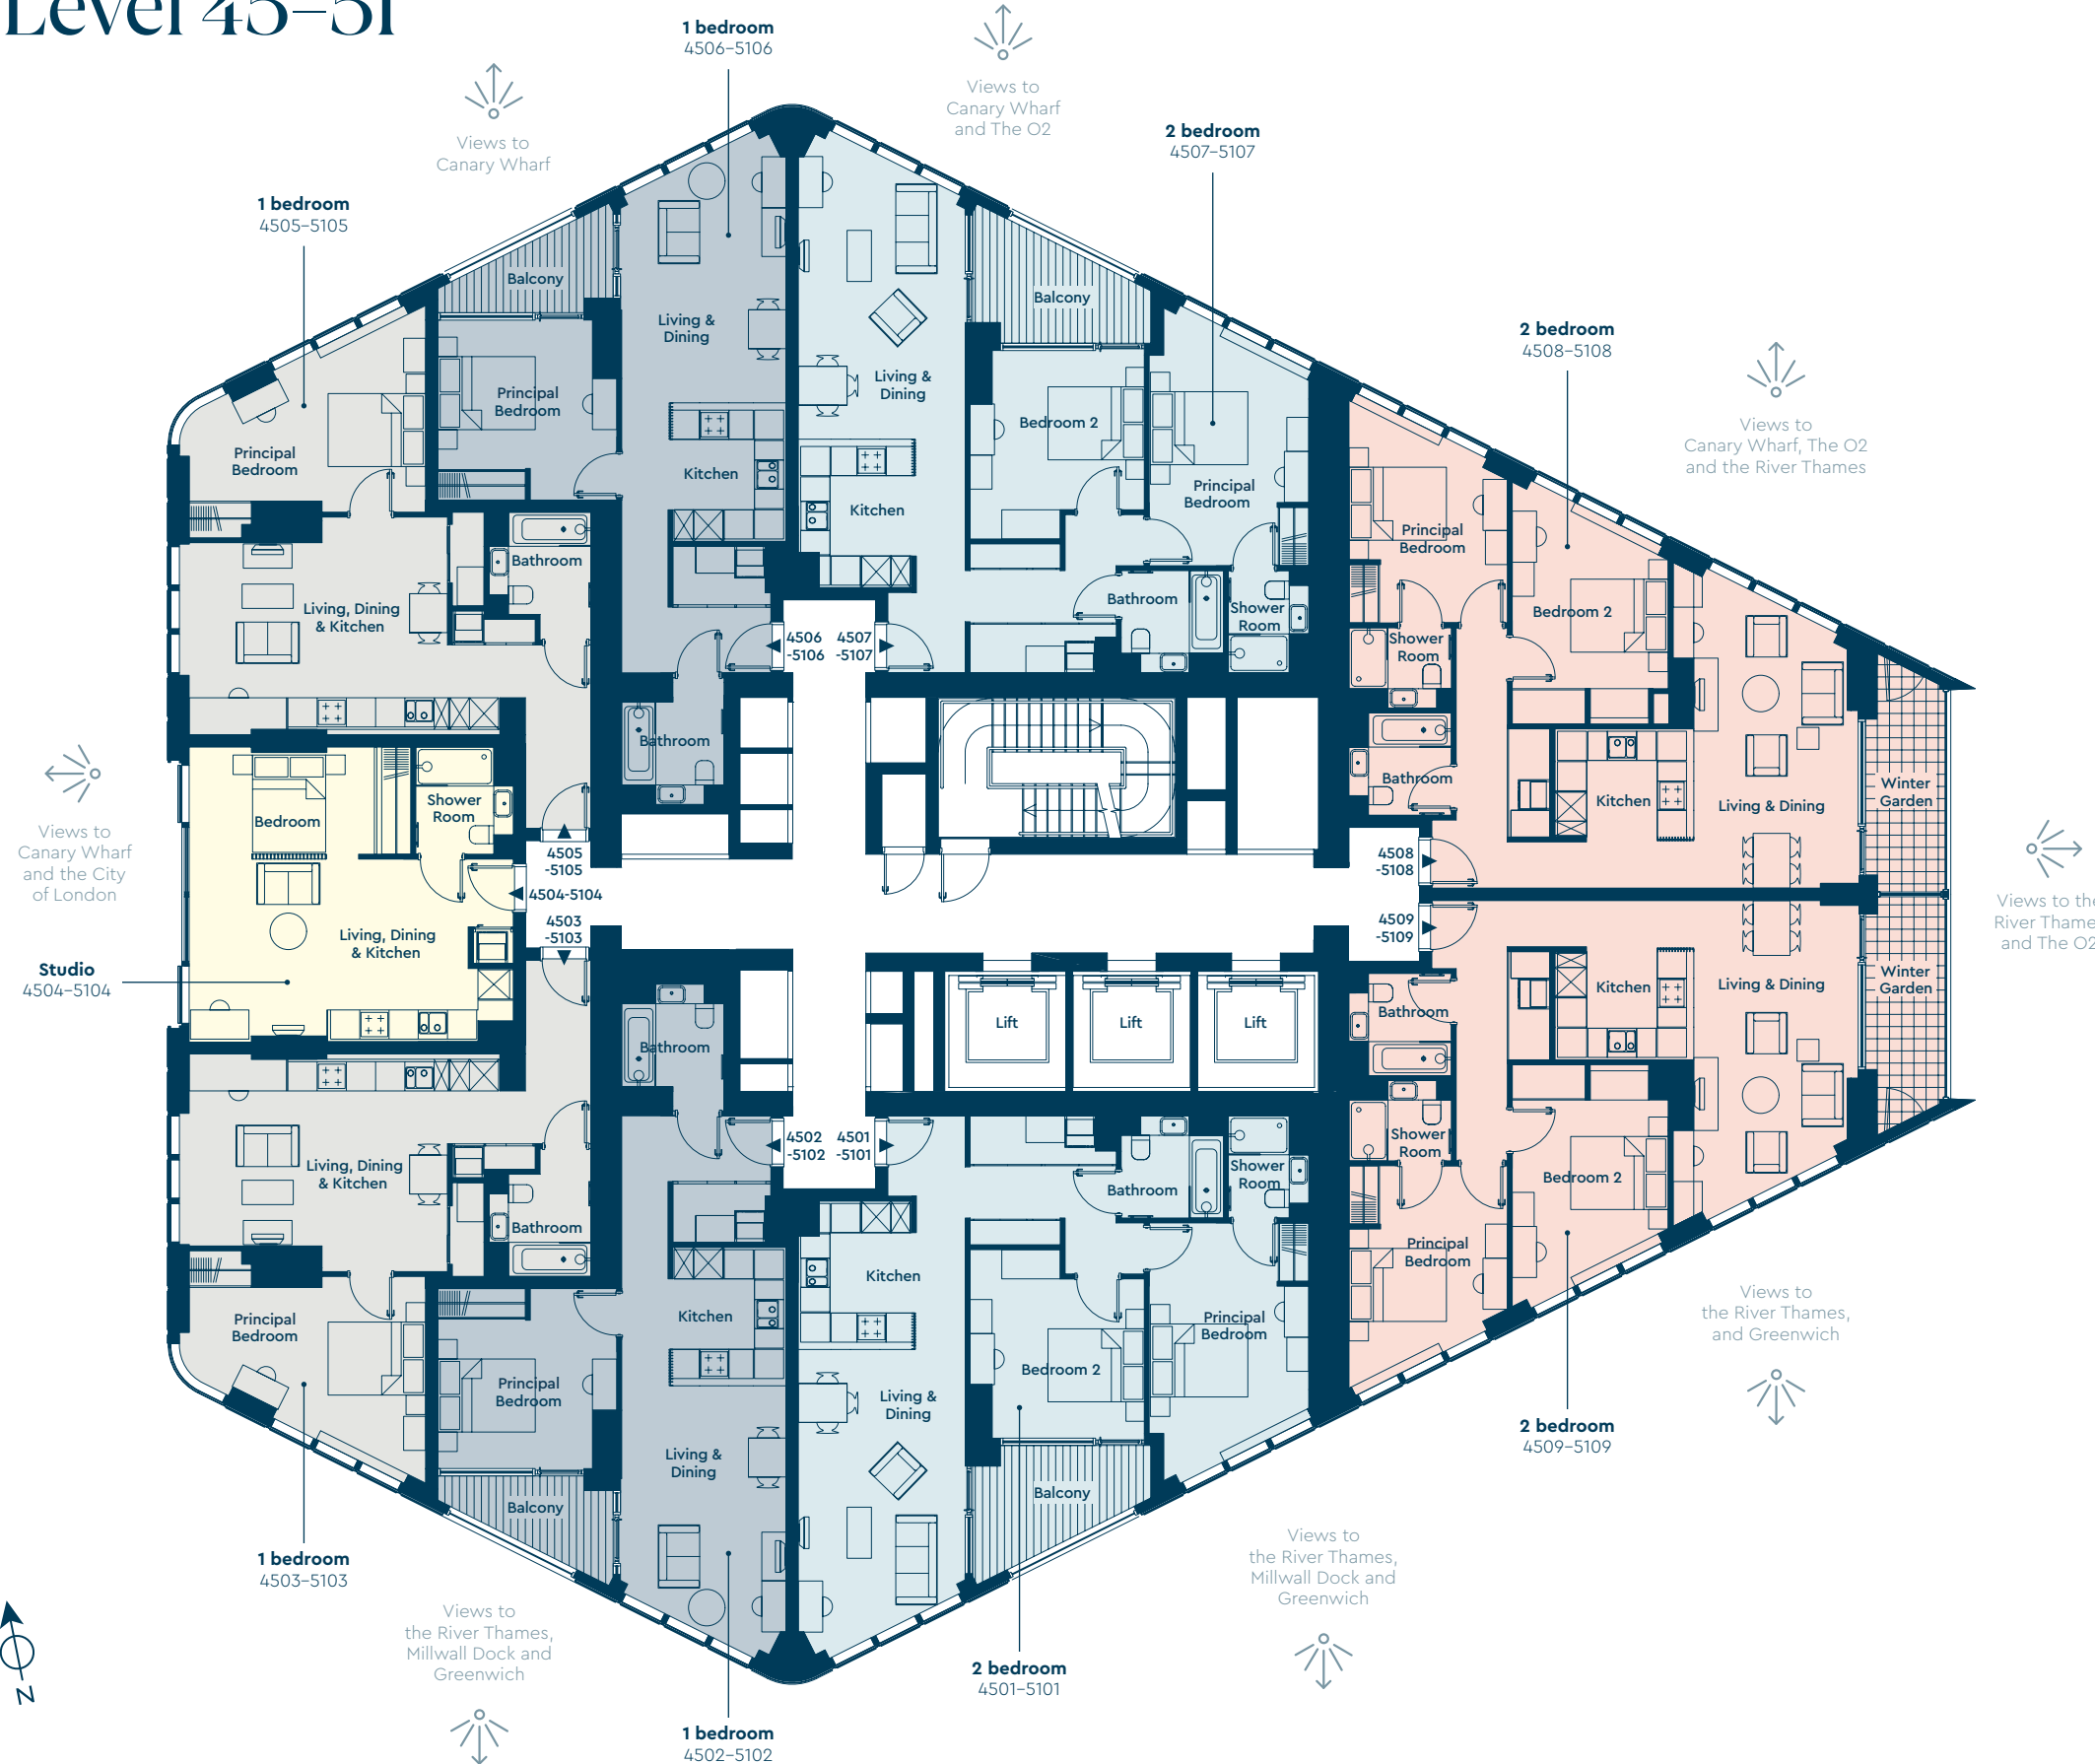 Level 45–51
1 bedroom
4506–5106
Views to
Canary Wharf
and The O2
Views to
Canary Wharf
2 bedroom
4507–5107
1 bedroom
4505–5105
Balcony
Balcony
Living &
Dining
2 bedroom
4508–5108
Living &
Dining
Principal
Bedroom
Bedroom 2
Views to
Canary Wharf, The O2
and the River Thames
Principal
Bedroom
Kitchen
Principal
Bedroom
Kitchen
Principal
Bedroom
Bathroom
Living, Dining
& Kitchen
Bathroom
Shower
Room
Bedroom 2
4506
-5106
4507
-5107
Shower
Room
Bathroom
Bathroom
Winter
Garden
Kitchen
Living & Dining
Views to
Canary Wharf
and the City
of London
Bedroom
Shower
Room
4505
-5105
4504-5104
4503
-5103
4508
-5108
4509
-5109
Views to the
River Thame
and The O2
Living, Dining
& Kitchen
Studio
4504–5104
Lift
Lift
Lift
Bathroom
Bathroom
Kitchen
Living & Dining
Winter
Garden
4502
-5102
4501
-5101
Living, Dining
& Kitchen
Bathroom
Bathroom
Shower
Room
Shower
Room
Bedroom 2
Principal
Bedroom
Kitchen
Kitchen
Principal
Bedroom
Principal
Bedroom
Views to
the River Thames,
and Greenwich
Principal
Bedroom
Living &
Dining
Bedroom 2
Living &
Dining
2 bedroom
4509–5109
Balcony
Balcony
1 bedroom
4503–5103
Views to
the River Thames,
Millwall Dock and
Greenwich
Views to
the River Thames,
Millwall Dock and
Greenwich
N
2 bedroom
4501–5101
1 bedroom
4502–5102